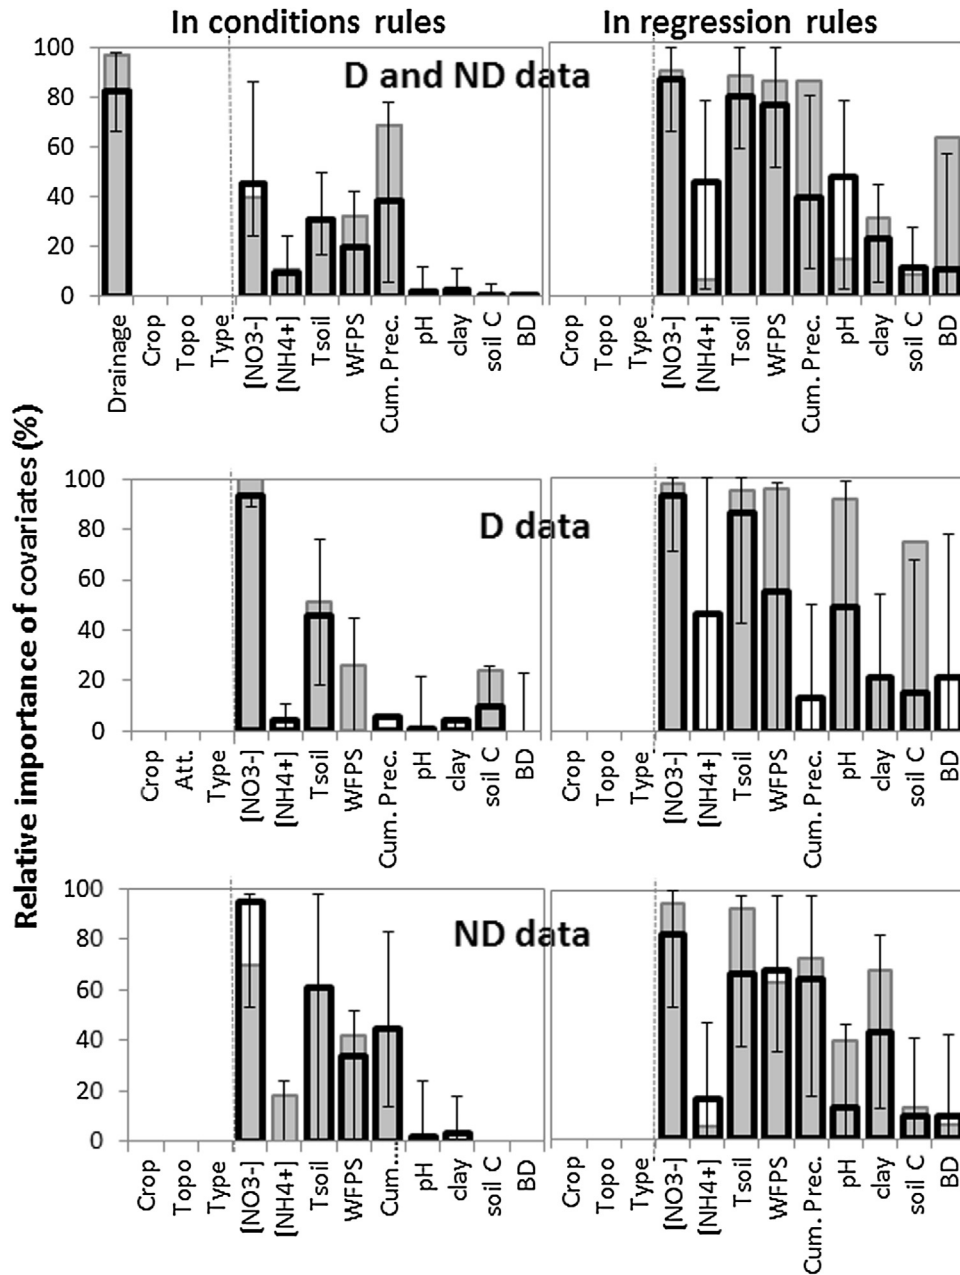 In conditions rules
In regression rules
Relative importance of covariates (%)
D and ND data
100
80
60
40
20
0
Drainage
Crop
Topo
Type
[NO3-]
[NH4+]
Tsoil
WFPS
Cum. Prec.
pH
clay
soil C
BD
Crop
Topo
Type
[NO3-]
[NH4+]
Tsoil
WFPS
Cum. Prec.
pH
clay
soil C
BD
D data
100
80
60
40
20
0
Crop
Att.
Type
[NO3-]
[NH4+]
Tsoil
WFPS
Cum. Prec.
pH
clay
soil C
BD
Crop
Topo
Type
[NO3-]
[NH4+]
Tsoil
WFPS
Cum. Prec.
pH
clay
soil C
BD
ND data
100
80
60
40
20
0
Crop
Topo
Type
[NO3-]
[NH4+]
Tsoil
WFPS
Cum...
pH
clay
soil C
BD
Crop
Topo
Type
[NO3-]
[NH4+]
Tsoil
WFPS
Cum. Prec.
pH
clay
soil C
BD